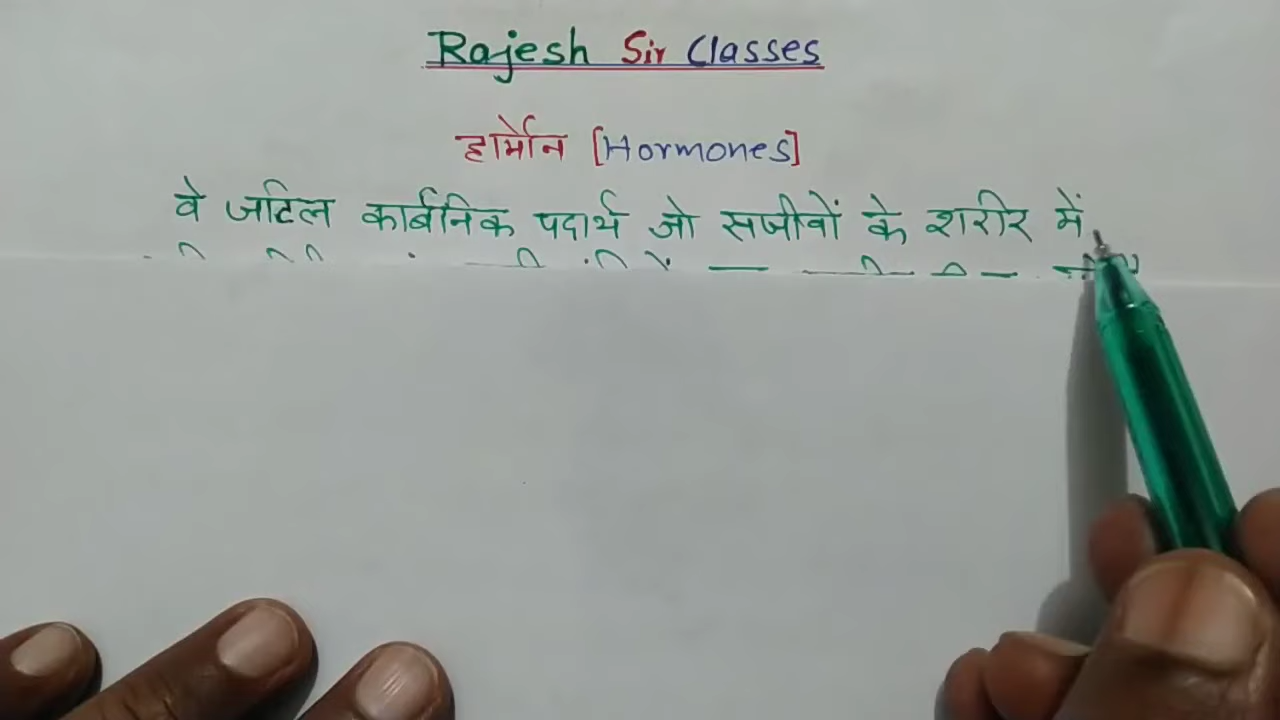 Rajesh Sir Classes
हार्मोन [Hormones]
वे जटिल कार्बनिक पदार्थ जो सजीवों के शरीर में